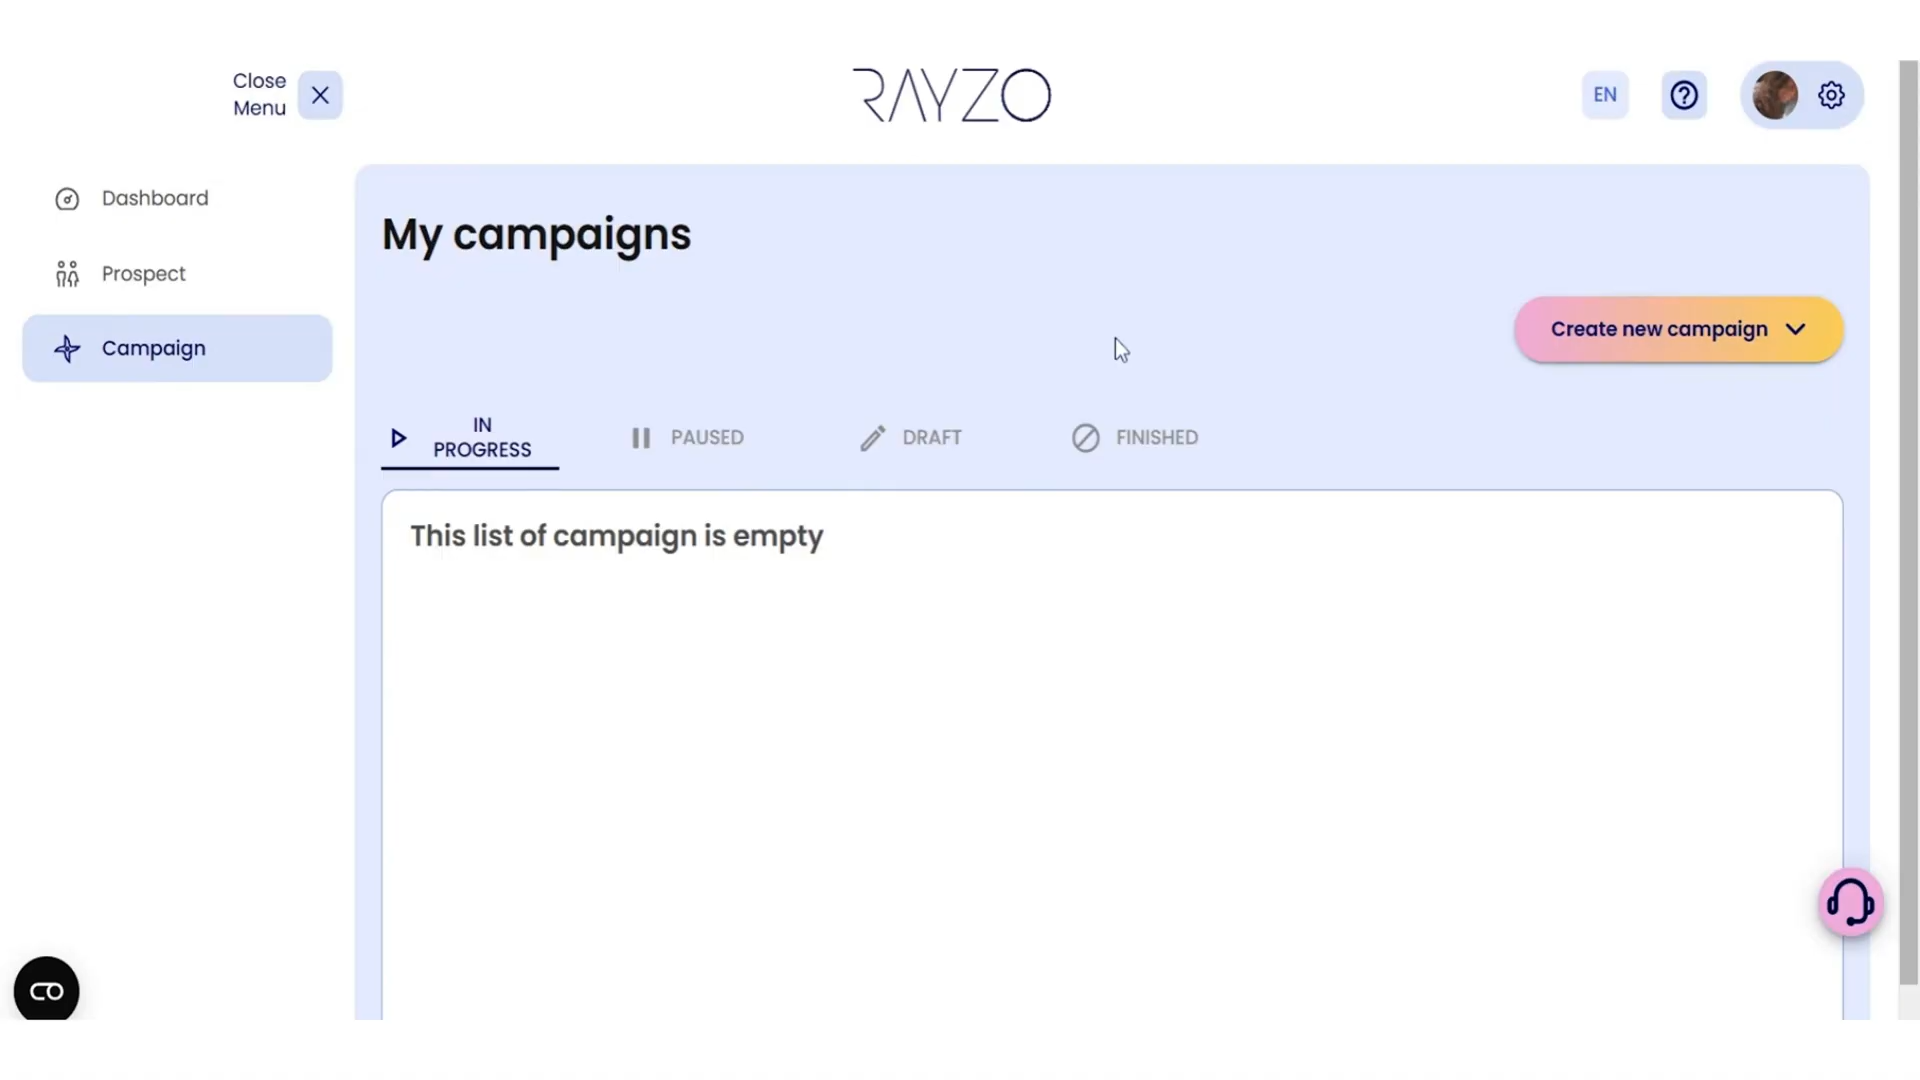 Close
Menu
RAYZO
EN
Dashboard
Prospect
Campaign
My campaigns
Create new campaign
IN
PROGRESS
PAUSED
DRAFT
FINISHED
This list of campaign is empty